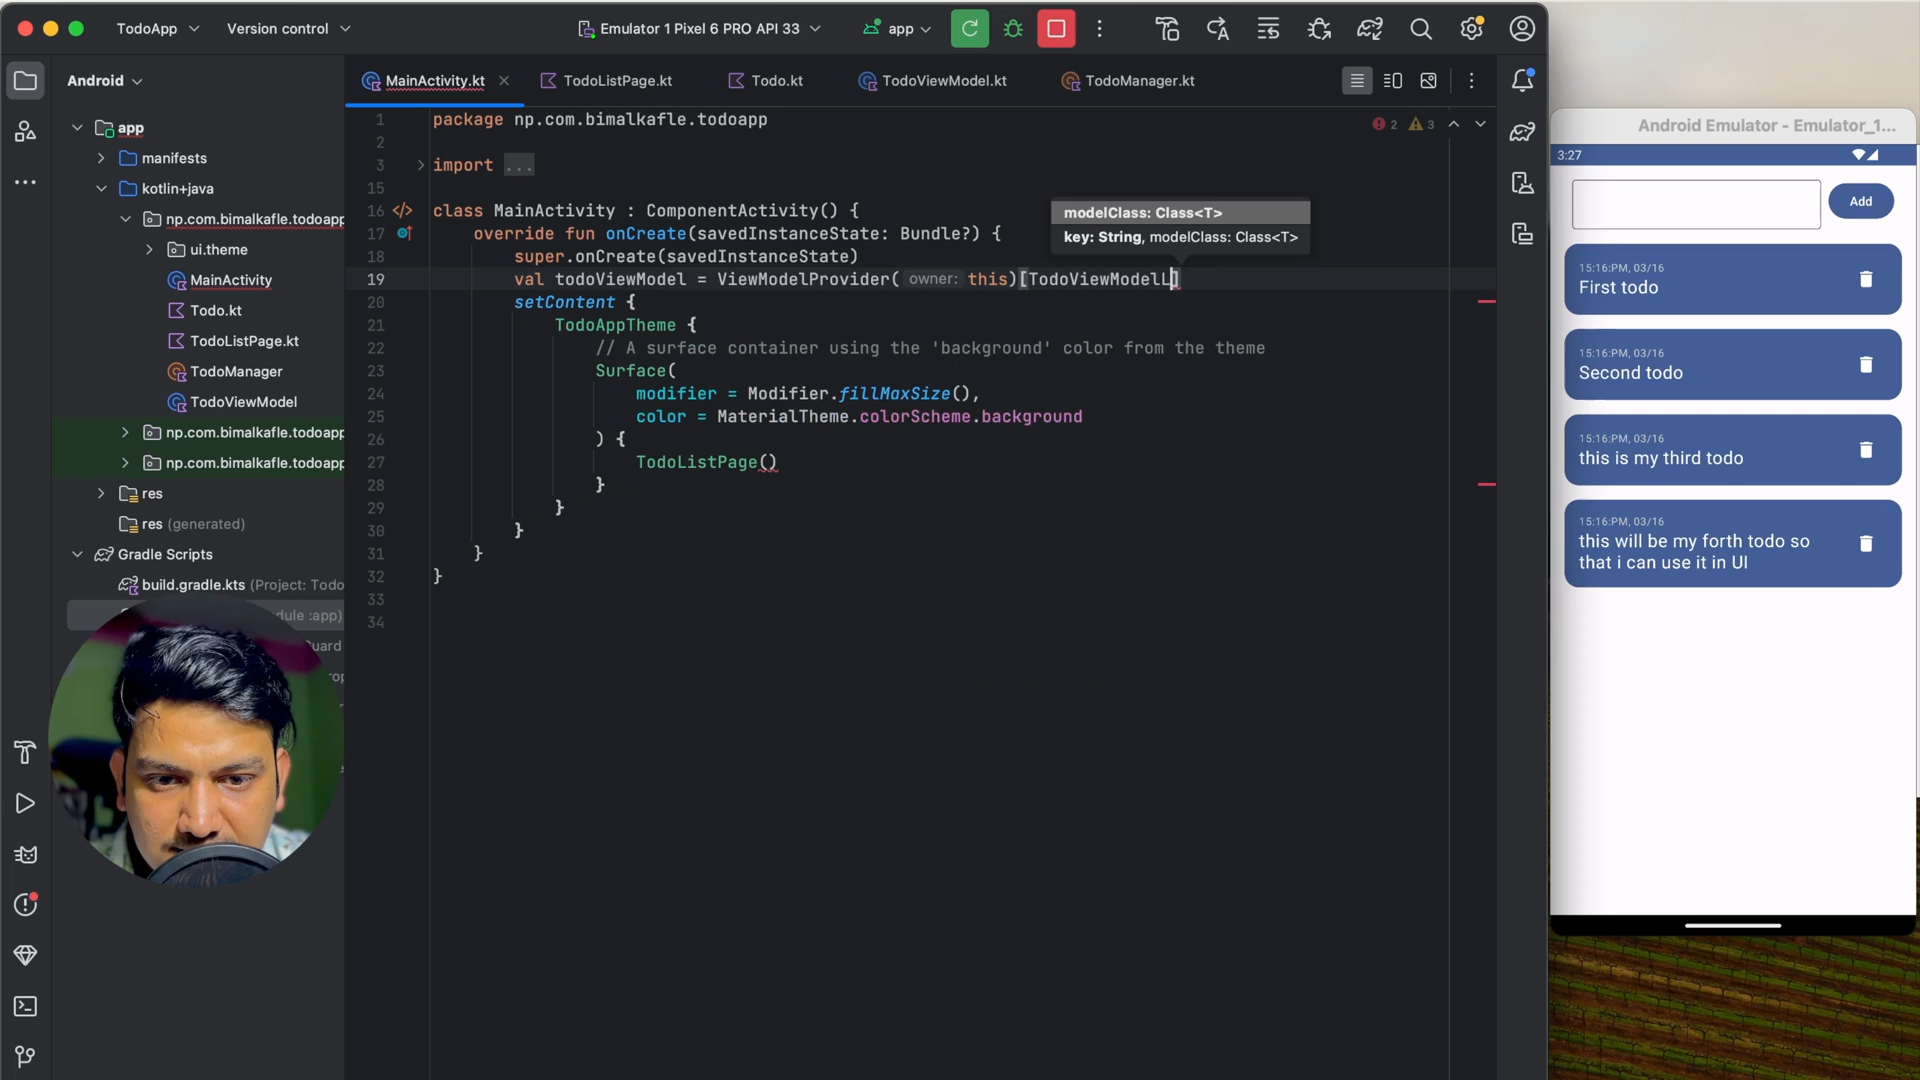 TodoApp Version control Emulator 1 Pixel 6 PRO API 33 app
Android MainActivity.kt TodoListPage.kt Todo.kt TodoViewModel.kt TodoManager.kt
app
manifests
kotlin+java
np.com.bimalkafle.todoapp
ui.theme
MainActivity
Todo.kt
TodoListPage.kt
TodoManager
TodoViewModel
np.com.bimalkafle.todoapp
np.com.bimalkafle.todoapp
res
res (generated)
Gradle Scripts
build.gradle.kts (Project: Todo
dule :app)
uard
rop
2 3
1 package np.com.bimalkafle.todoapp
2
3 import ...
15
16 class MainActivity : ComponentActivity() {
17 override fun onCreate(savedInstanceState: Bundle?) {
18 super.onCreate(savedInstanceState)
19 val todoViewModel = ViewModelProvider( owner: this)[TodoViewModelL]
20 setContent {
21 TodoAppTheme {
22 // A surface container using the 'background' color from the theme
23 Surface(
24 modifier = Modifier.fillMaxSize(),
25 color = MaterialTheme.colorScheme.background
26 ) {
27 TodoListPage()
28 }
29 }
30 }
31 }
32 }
33
34
modelClass: Class<T>
key: String, modelClass: Class<T>
Android Emulator - Emulator_1...
3:27
Add
15:16:PM, 03/16
First todo
15:16:PM, 03/16
Second todo
15:16:PM, 03/16
this is my third todo
15:16:PM, 03/16
this will be my forth todo so
that i can use it in UI